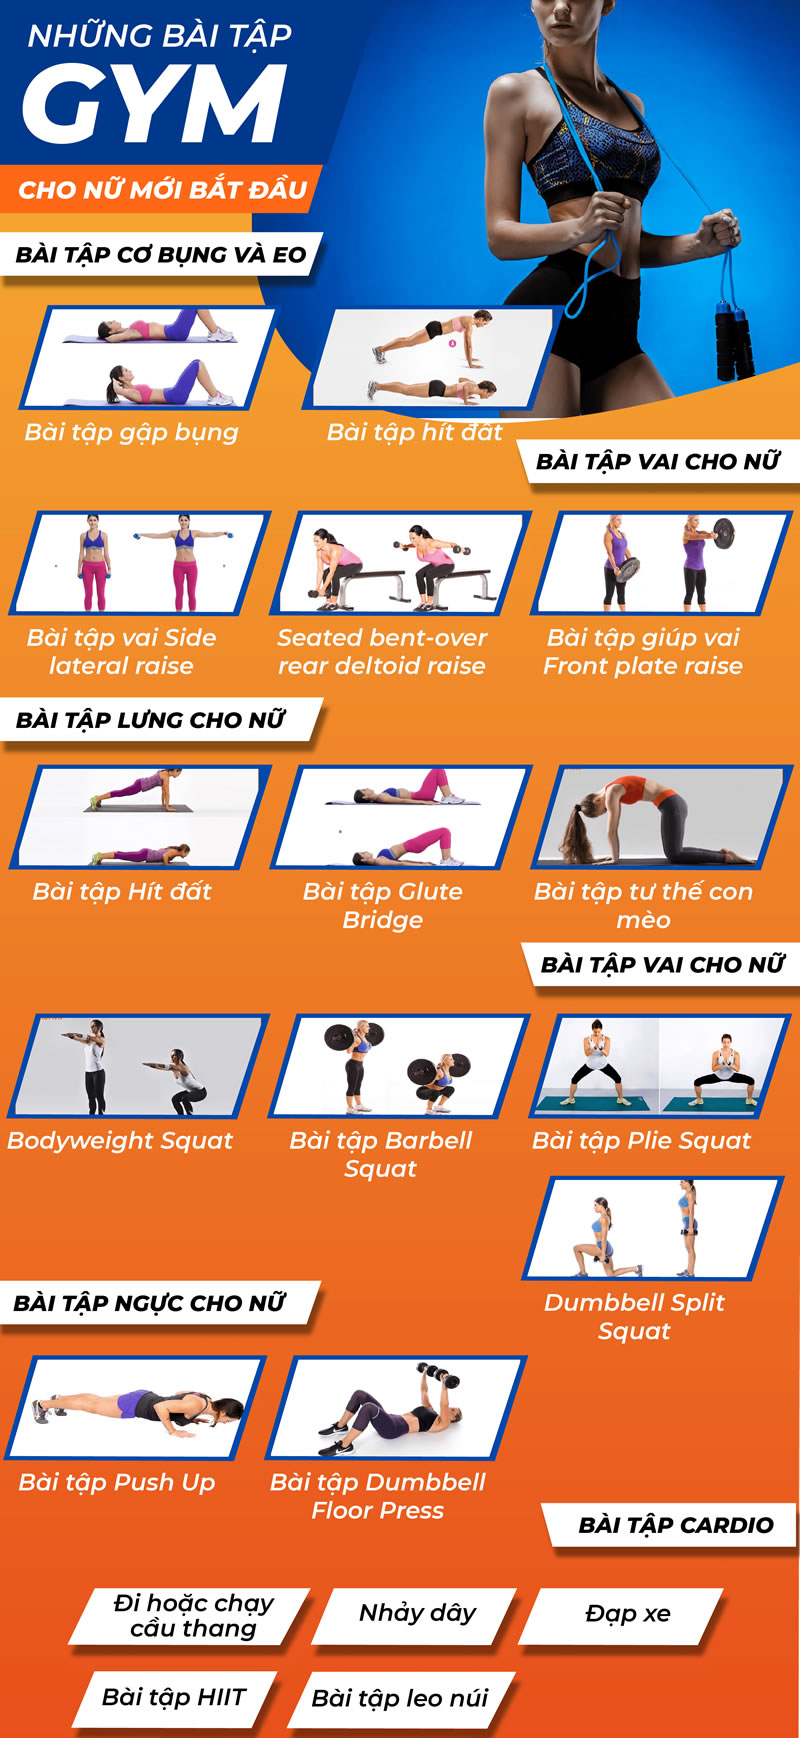 NHỮNG BÀI TẬP
GYM
CHO NỮ MỚI BẮT ĐẦU
BÀI TẬP CƠ BỤNG VÀ EO
Bài tập gập bụng
Bài tập hít đất
BÀI TẬP VAI CHO NỮ
Bài tập vai Side
lateral raise
Seated bent-over
rear deltoid raise
Bài tập giúp vai
Front plate raise
BÀI TẬP LƯNG CHO NỮ
Bài tập Hít đất
Bài tập Glute
Bridge
Bài tập tư thế con
mèo
BÀI TẬP VAI CHO NỮ
Bodyweight Squat
Bài tập Barbell
Squat
Bài tập Plie Squat
Dumbbell Split
Squat
BÀI TẬP NGỰC CHO NỮ
Bài tập Push Up
Bài tập Dumbbell
Floor Press
BÀI TẬP CARDIO
Đi hoặc chạy
cầu thang
Nhảy dây
Đạp xe
Bài tập HIIT
Bài tập leo núi